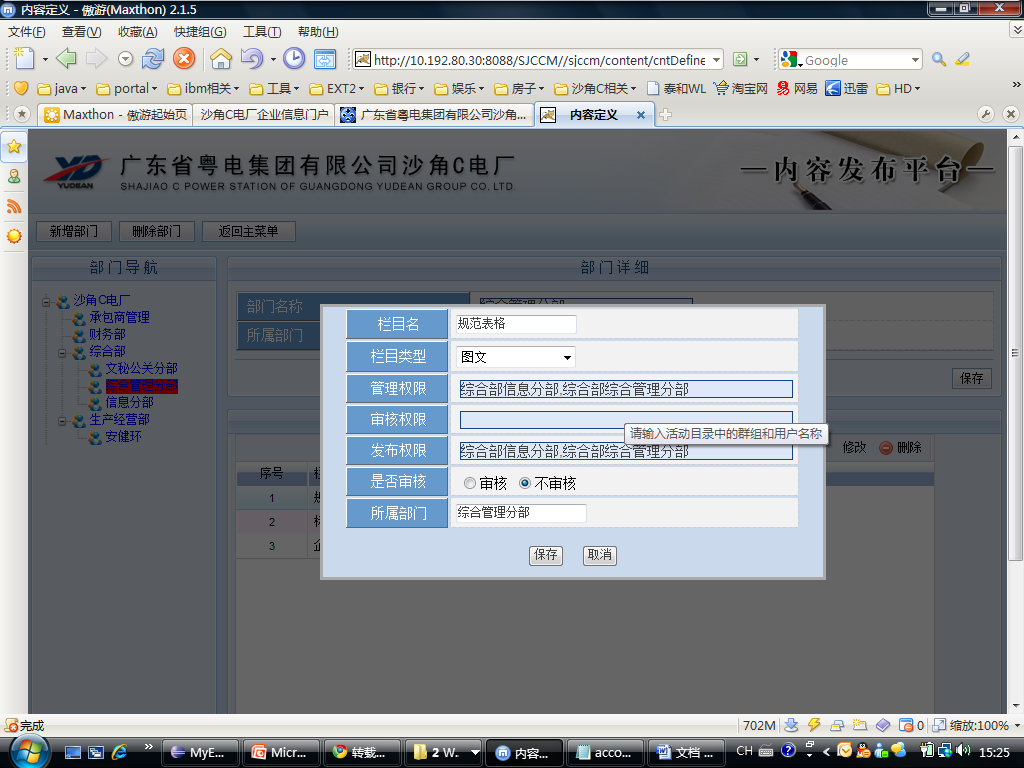 内容定义 - 傲游(Maxthon) 2.1.5
文件(F) 查看(V) 收藏(A) 快捷组(G) 工具(T) 帮助(H)
http://10.192.80.30:8088/SJCCM//sjccm/content/cntDefine
Google
java portal ibm相关 工具 EXT2 银行 娱乐 房子 沙角C相关 泰和WL 淘宝网 网易 迅雷 HD
Maxthon - 傲游起始页 沙角C电厂企业信息门户 广东省粤电集团有限公司沙角... 内容定义
YUDEAN
广东省粤电集团有限公司沙角C电厂
SHAJIAO C POWER STATION OF GUANGDONG YUDEAN GROUP CO. LTD.
内容发布平台
新增部门 删除部门 返回主菜单
部门导航
沙角C电厂
承包商管理
财务部
综合部
文秘公关分部
综合管理分部
信息分部
生产经营部
安健环
部门详细
部门名称
综合管理分部
所属部门
保存
修改 删除
序号
1
2
3
栏目名 规范表格
栏目类型 图文
管理权限 综合部信息分部,综合部综合管理分部
审核权限
请输入活动目录中的群组和用户名称
发布权限 综合部信息分部,综合部综合管理分部
是否审核 审核 不审核
所属部门 综合管理分部
保存 取消
完成
702M 0 缩放:100%
MyE... Micr... 转载... 2 W... 内容... acco... 文档 ... CH 15:25